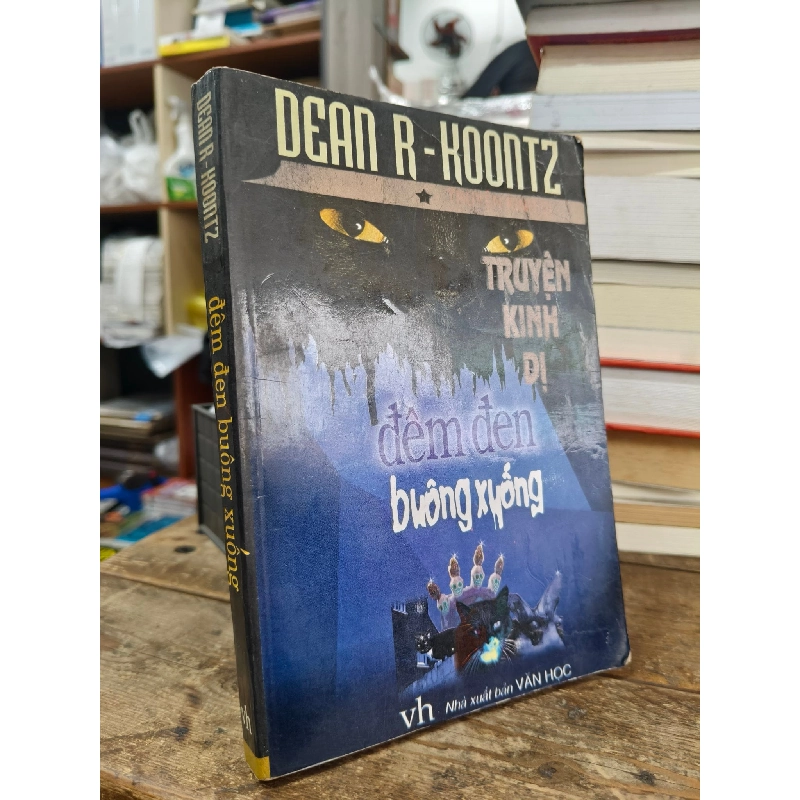 DEAN R - KOONTZ
TRUYỆN
KINH
DỊ
đêm đen
buông xuống
vh Nhà xuất bản VĂN HỌC
DEAN R - KOONTZ đêm đen buông xuống vh